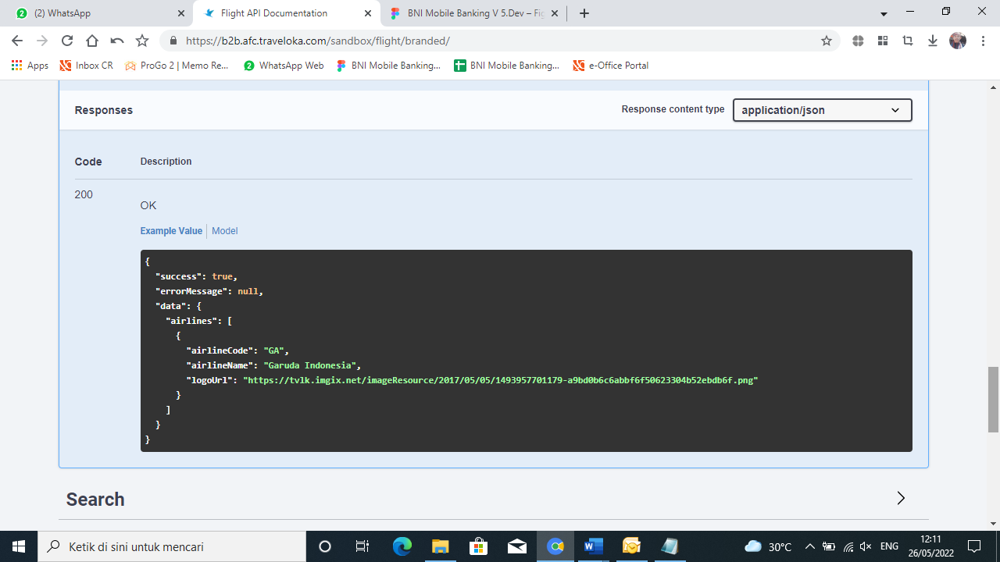 (2) WhatsApp
Flight API Documentation
BNI Mobile Banking V 5.Dev – Fig
https://b2b.afc.traveloka.com/sandbox/flight/branded/
Apps
Inbox CR
ProGo 2 | Memo Re...
WhatsApp Web
BNI Mobile Banking...
BNI Mobile Banking...
e-Office Portal
Responses
Response content type
application/json
Code
Description
200
OK
Example Value
Model
{
"success": true,
"errorMessage": null,
"data": {
"airlines": [
{
"airlineCode": "GA",
"airlineName": "Garuda Indonesia",
"logoUrl": "https://tvlk.imgix.net/imageResource/2017/05/05/1493957701179-a9bd0b6c6abbf6f50623304b52ebdb6f.png"
}
]
}
}
Search
Ketik di sini untuk mencari
30°C
ENG
12:11
26/05/2022